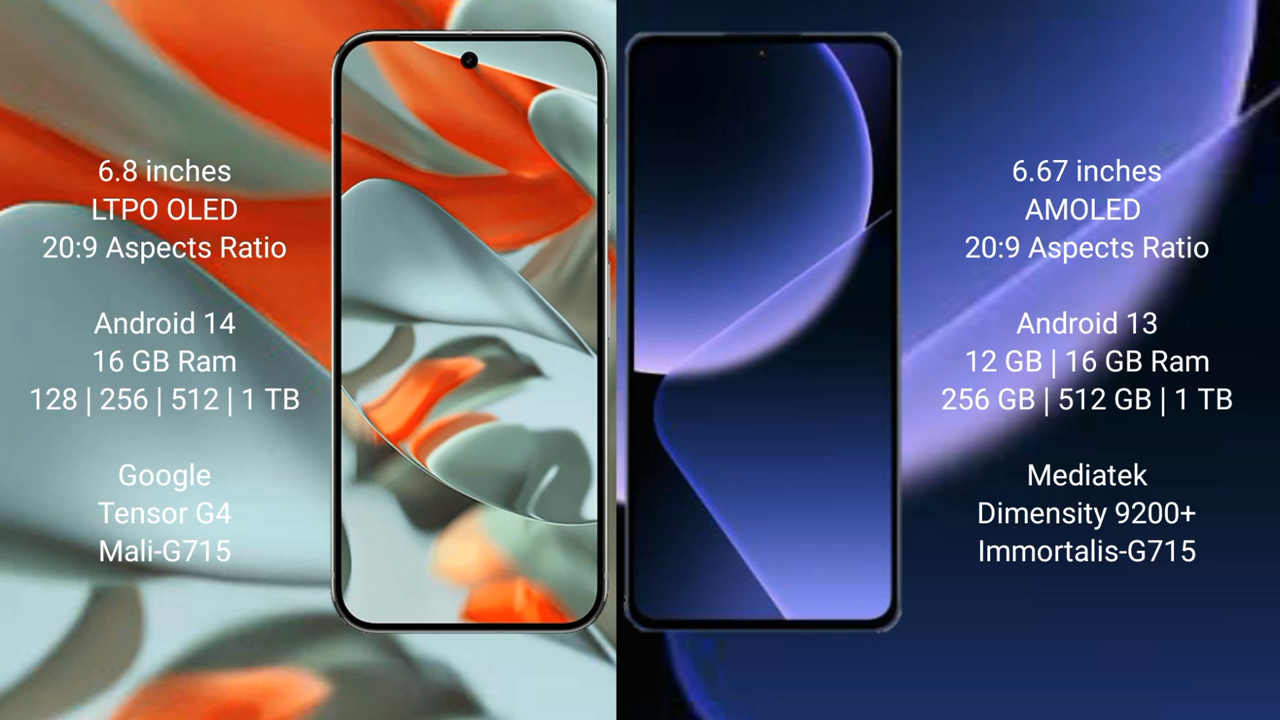 6.8 inches
LTPO OLED
20:9 Aspects Ratio
Android 14
16 GB Ram
128 | 256 | 512 | 1 TB
Google
Tensor G4
Mali-G715
6.67 inches
AMOLED
20:9 Aspects Ratio
Android 13
12 GB | 16 GB Ram
256 GB | 512 GB | 1 TB
Mediatek
Dimensity 9200+
Immortalis-G715